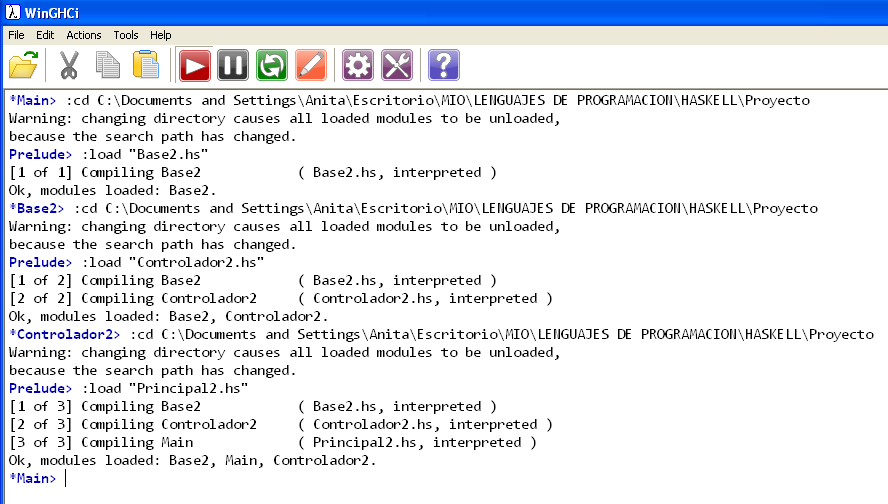 WinGHCi
File Edit Actions Tools Help
*Main> :cd C:\Documents and Settings\Anita\Escritorio\MIO\LENGUAJES DE PROGRAMACION\HASKELL\Proyecto
Warning: changing directory causes all loaded modules to be unloaded,
because the search path has changed.
Prelude> :load "Base2.hs"
[1 of 1] Compiling Base2            ( Base2.hs, interpreted )
Ok, modules loaded: Base2.
*Base2> :cd C:\Documents and Settings\Anita\Escritorio\MIO\LENGUAJES DE PROGRAMACION\HASKELL\Proyecto
Warning: changing directory causes all loaded modules to be unloaded,
because the search path has changed.
Prelude> :load "Controlador2.hs"
[1 of 2] Compiling Base2            ( Base2.hs, interpreted )
[2 of 2] Compiling Controlador2     ( Controlador2.hs, interpreted )
Ok, modules loaded: Base2, Controlador2.
*Controlador2> :cd C:\Documents and Settings\Anita\Escritorio\MIO\LENGUAJES DE PROGRAMACION\HASKELL\Proyecto
Warning: changing directory causes all loaded modules to be unloaded,
because the search path has changed.
Prelude> :load "Principal2.hs"
[1 of 3] Compiling Base2            ( Base2.hs, interpreted )
[2 of 3] Compiling Controlador2     ( Controlador2.hs, interpreted )
[3 of 3] Compiling Main             ( Principal2.hs, interpreted )
Ok, modules loaded: Base2, Main, Controlador2.
*Main>